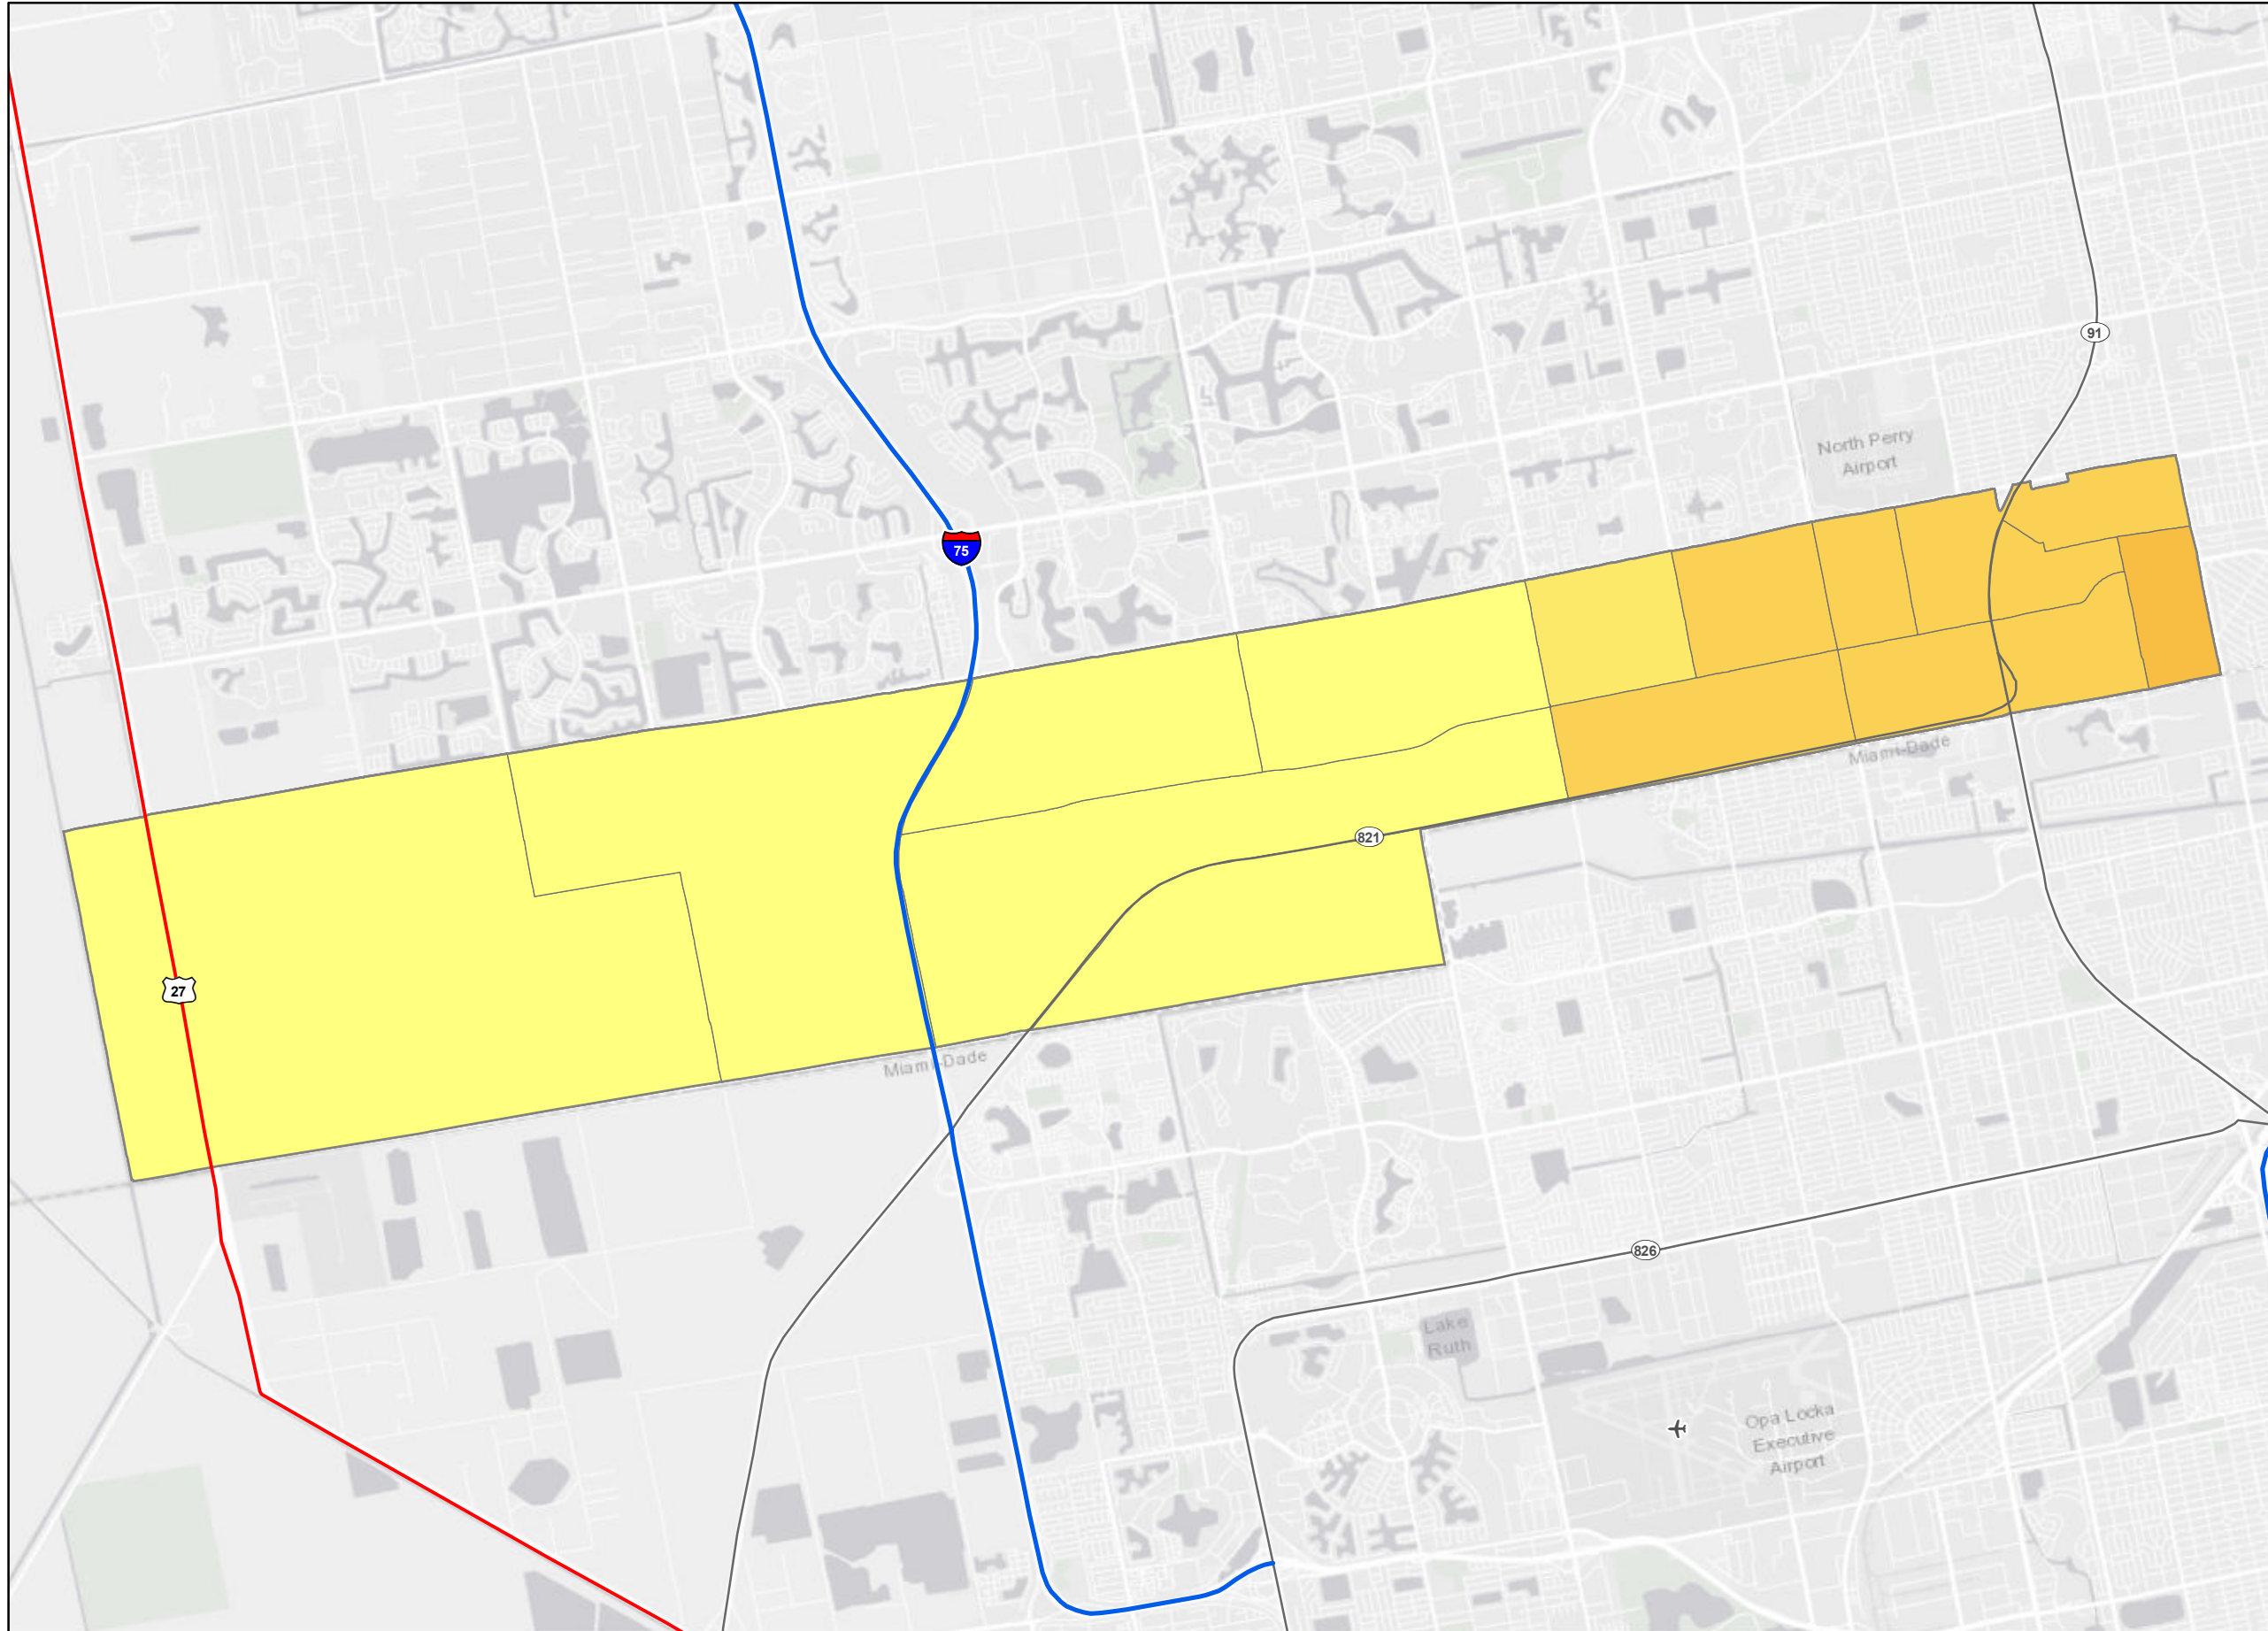 91
North Perry
Airport
75
Miami-Dade
821
27
Miami-Dade
826
Lake
Ruth
Opa Locka
Executive
Airport